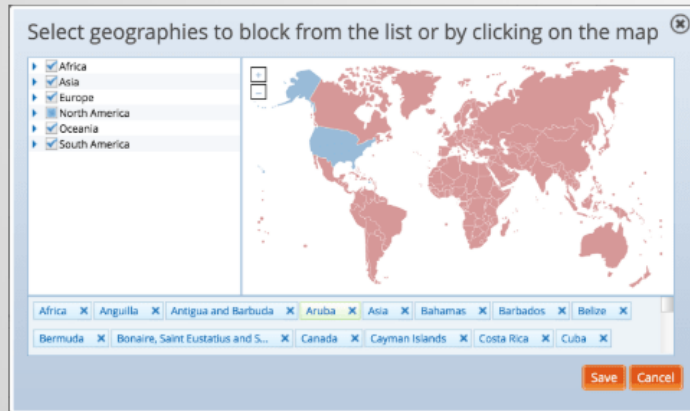 Select geographies to block from the list or by clicking on the map
Africa
Asia
Europe
North America
Oceania
South America
Africa Anguilla Antigua and Barbuda Aruba Asia Bahamas Barbados Belize
Bermuda Bonaire, Saint Eustatius and S... Canada Cayman Islands Costa Rica Cuba
Save Cancel